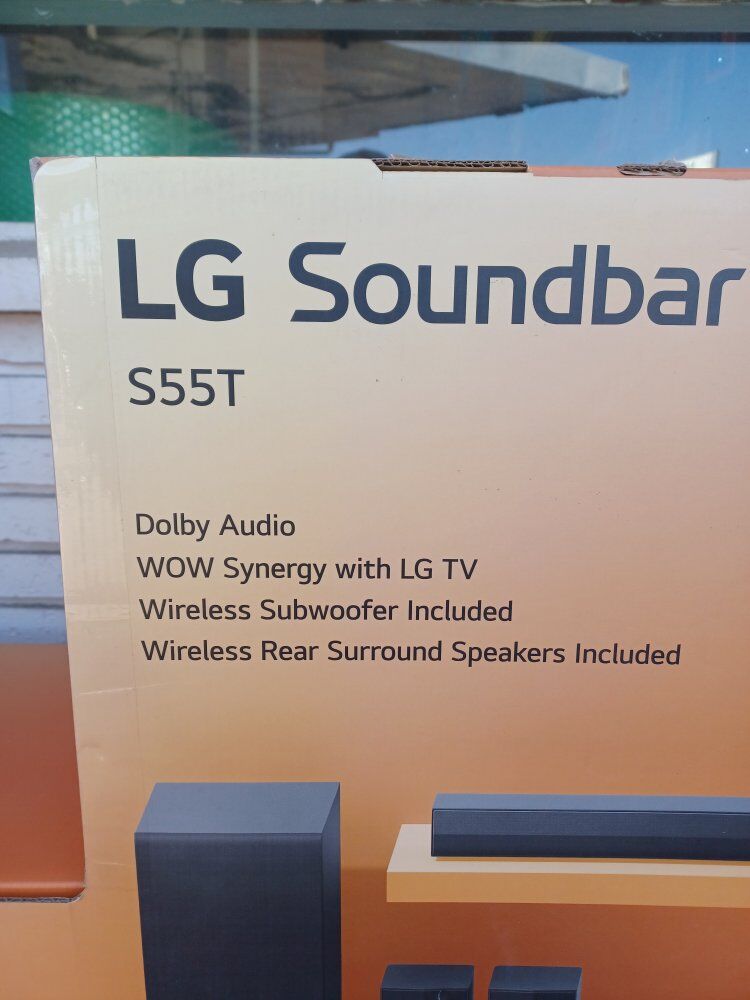 LG Soundbar
S55T
Dolby Audio
WOW Synergy with LG TV
Wireless Subwoofer Included
Wireless Rear Surround Speakers Included